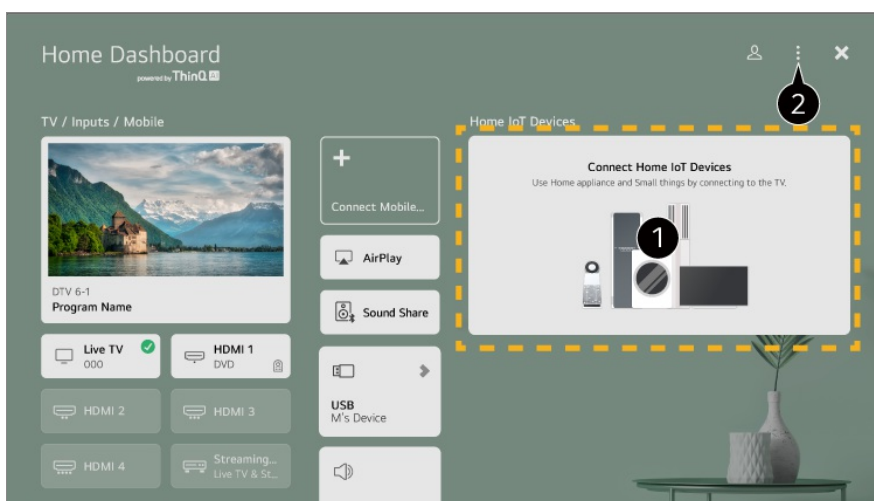 Home Dashboard
powered by ThinQ AI
2
TV / Inputs / Mobile
Home IoT Devices
DTV 6-1
Program Name
Live TV
000
HDMI 1
DVD
HDMI 2
HDMI 3
HDMI 4
Streaming...
Live TV & St...
Connect Mobile...
AirPlay
Sound Share
USB
M's Device
Connect Home IoT Devices
Use Home appliance and Small things by connecting to the TV.
1